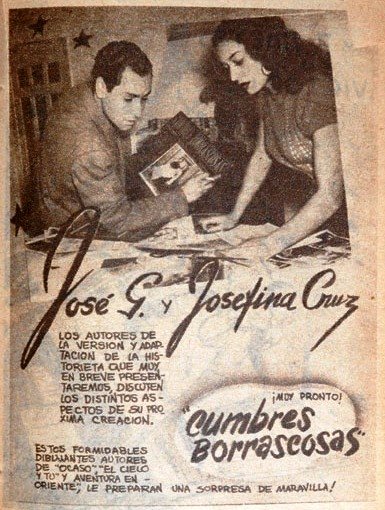 José G. y Josefina Cruz
LOS AUTORES DE
LA VERSION Y ADAP
TACION DE LA HIS-
TORIETA QUE MUY
EN BREVE PRESEN-
TAREMOS, DISCUTEN
LOS DISTINTOS AS-
PECTOS DE SU PRO
XIMA CREACION.
¡MUY PRONTO!
"CUMBRES
BORRASCOSAS"
ESTOS FORMIDABLES
DIBUJANTES AUTORES
DE "OCASO", "EL CIELO
Y TU" Y AVENTURA EN
ORIENTE, LE PREPARAN UNA SORPRESA DE MARAVILLA!